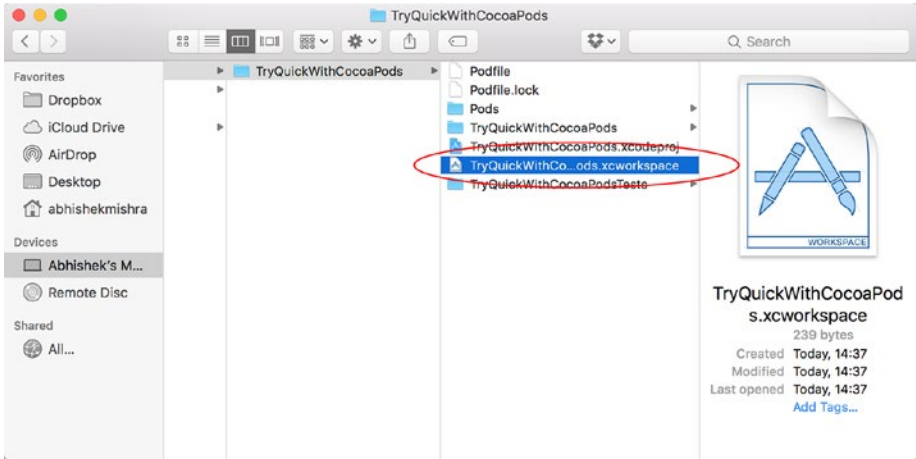 TryQuickWithCocoaPods
Search
Favorites
Dropbox
iCloud Drive
AirDrop
Desktop
abhishekmishra
Devices
Abhishek's M...
Remote Disc
Shared
All...
TryQuickWithCocoaPods
Podfile
Podfile.lock
Pods
TryQuickWithCocoaPods
TryQuickWithCocoaPods.xcodeproj
TryQuickWithCo...ods.xcworkspace
TryQuickWithCocoaPodsTests
WORKSPACE
TryQuickWithCocoaPod
s.xcworkspace
239 bytes
Created Today, 14:37
Modified Today, 14:37
Last opened Today, 14:37
Add Tags...